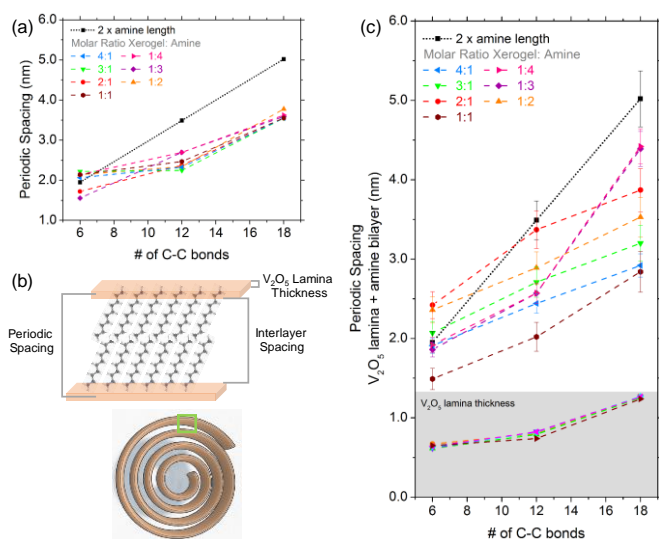 (a)
2 x amine length
Molar Ratio Xerogel: Amine
4:1
1:4
3:1
1:3
2:1
1:2
1:1
Periodic Spacing (nm)
6.0
5.0
4.0
3.0
2.0
1.0
6
8
10
12
14
16
18
# of C-C bonds
(b)
V2O5 Lamina
Thickness
Periodic
Spacing
Interlayer
Spacing
(c)
2 x amine length
Molar Ratio Xerogel: Amine
4:1
1:4
3:1
1:3
2:1
1:2
1:1
Periodic Spacing
V2O5 lamina + amine bilayer (nm)
5.0
4.0
3.0
2.0
1.0
0.0
V2O5 lamina thickness
6
8
10
12
14
16
18
# of C-C bonds